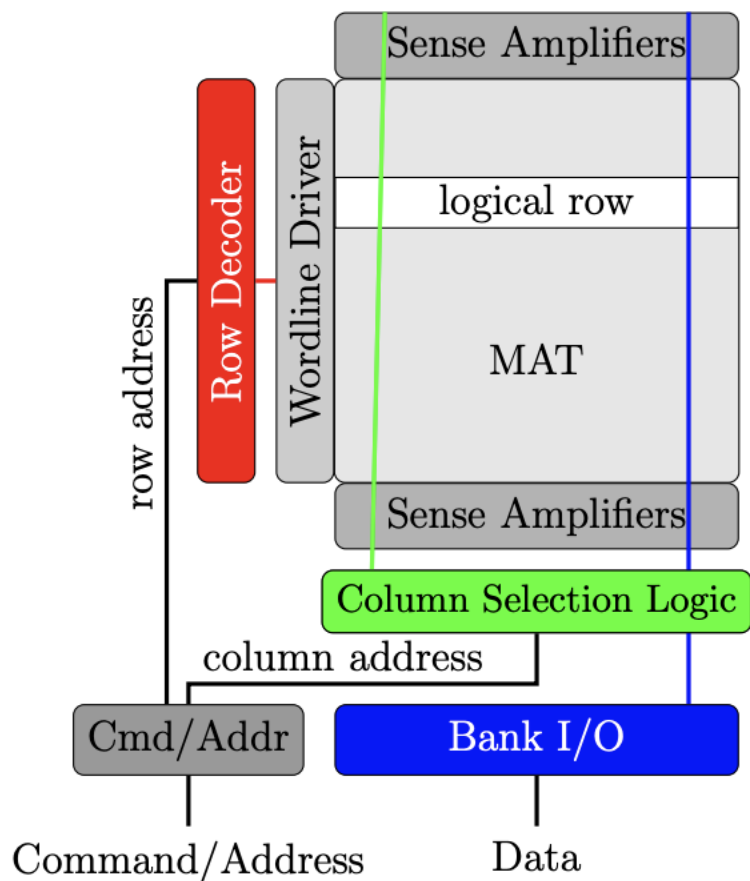 Sense Amplifiers
Row Decoder
Wordline Driver
logical row
row address
MAT
Sense Amplifiers
Column Selection Logic
column address
Cmd/Addr
Bank I/O
Command/Address
Data